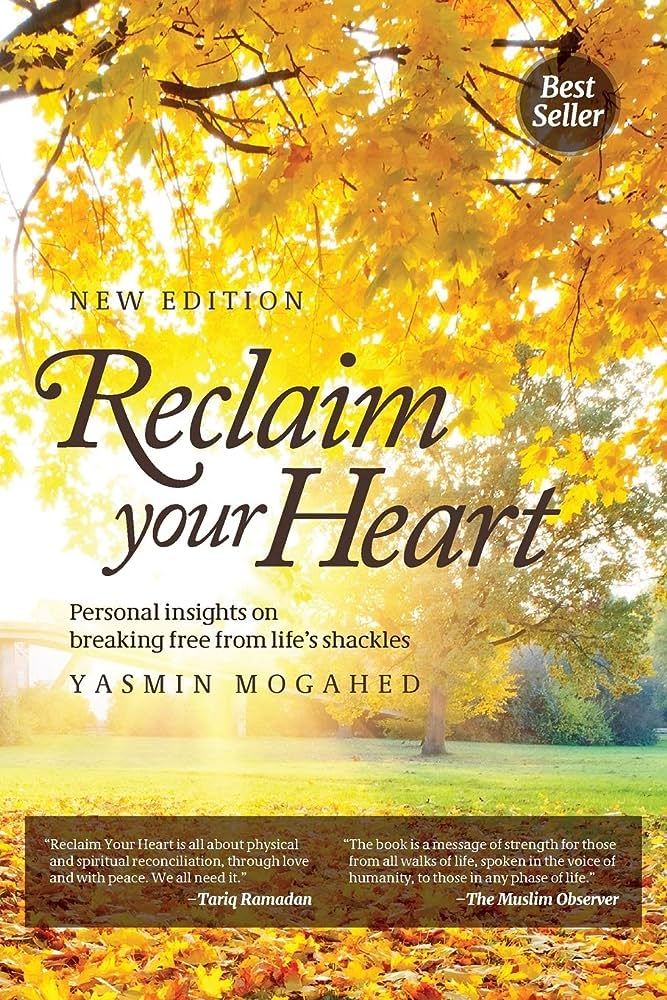 Best
Seller
NEW EDITION
Reclaim
your Heart
Personal insights on
breaking free from life’s shackles
YASMIN MOGAHED
“Reclaim Your Heart is all about physical
and spiritual reconciliation, through love
and with peace. We all need it.”
–Tariq Ramadan
“The book is a message of strength for those
from all walks of life, spoken in the voice of
humanity, to those in any phase of life.”
–The Muslim Observer